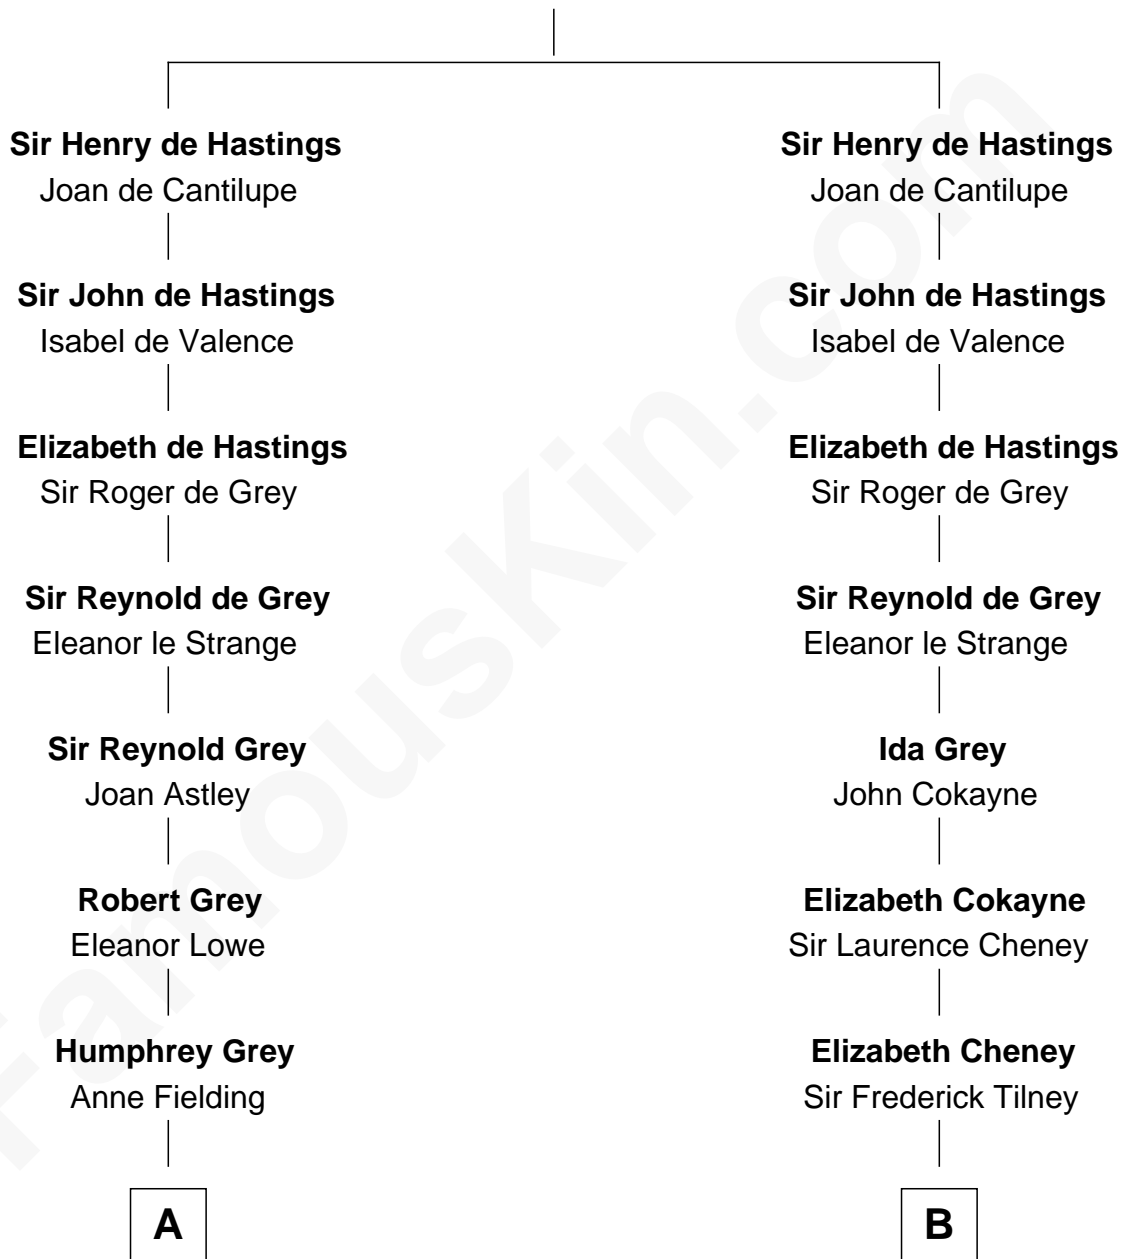 Sir Henry de Hastings
Joan de Cantilupe
Sir Henry de Hastings
Joan de Cantilupe
Sir John de Hastings
Isabel de Valence
Sir John de Hastings
Isabel de Valence
Elizabeth de Hastings
Sir Roger de Grey
Elizabeth de Hastings
Sir Roger de Grey
Sir Reynold de Grey
Eleanor le Strange
Sir Reynold de Grey
Eleanor le Strange
Sir Reynold Grey
Joan Astley
Ida Grey
John Cokayne
Robert Grey
Eleanor Lowe
Elizabeth Cokayne
Sir Laurence Cheney
Humphrey Grey
Anne Fielding
Elizabeth Cheney
Sir Frederick Tilney
A
B
FamousKin.com